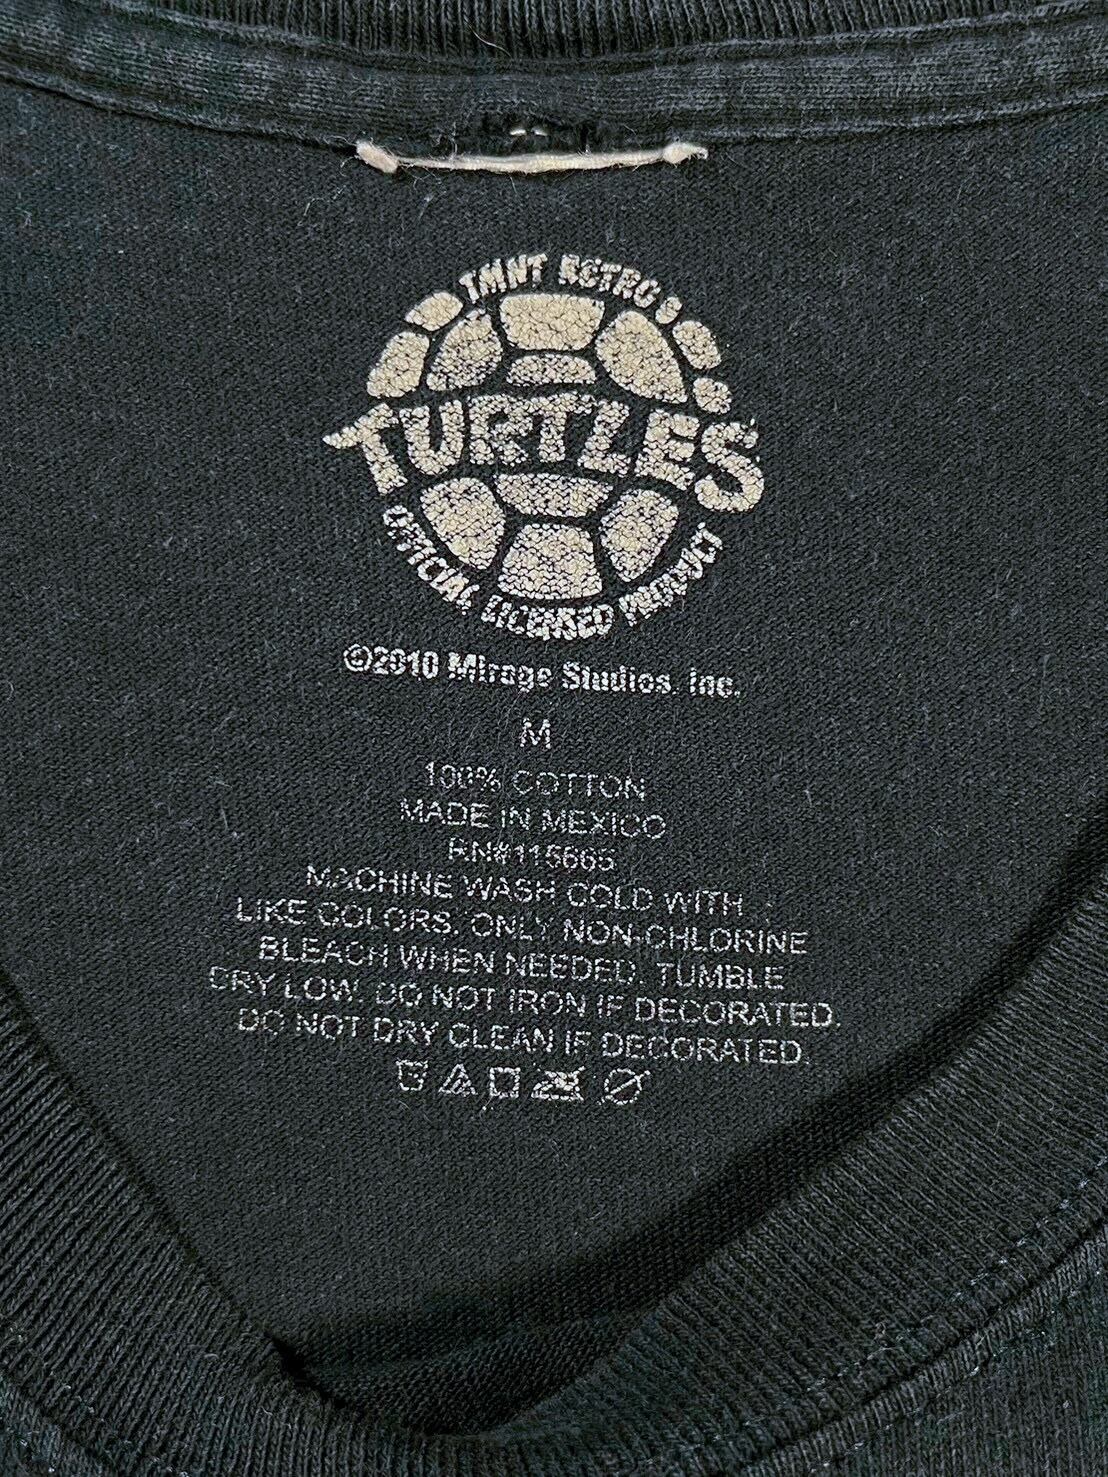 TMNT RETRO
TURTLES
OFFICIAL LICENSED PRODUCT
©2010 Mirage Studios, Inc.
M
100% COTTON
MADE IN MEXICO
RN#115665
MACHINE WASH COLD WITH
LIKE COLORS. ONLY NON-CHLORINE
BLEACH WHEN NEEDED. TUMBLE
DRY LOW. DO NOT IRON IF DECORATED.
DO NOT DRY CLEAN IF DECORATED.